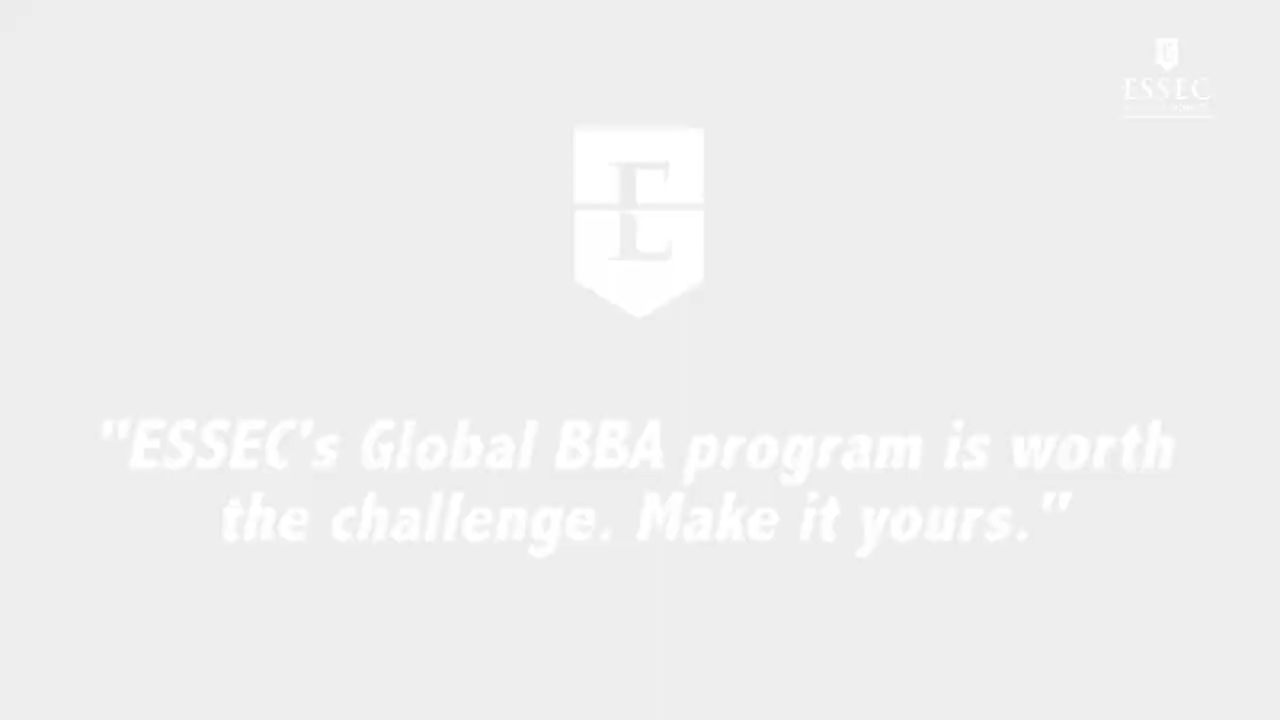 E
ESSEC
E
"ESSEC's Global BBA program is worth
the challenge. Make it yours."